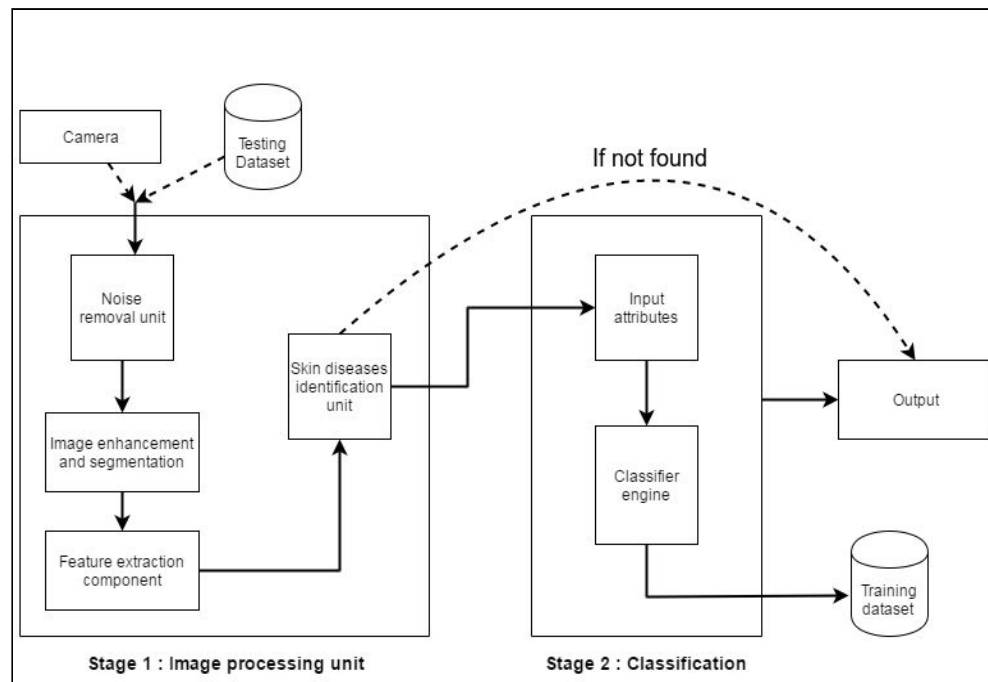 Camera
Testing
Dataset
If not found
Noise
removal unit
Input
attributes
Skin diseases
identification
unit
Output
Image enhancement
and segmentation
Classifier
engine
Feature extraction
component
Training
dataset
Stage 1 : Image processing unit
Stage 2 : Classification